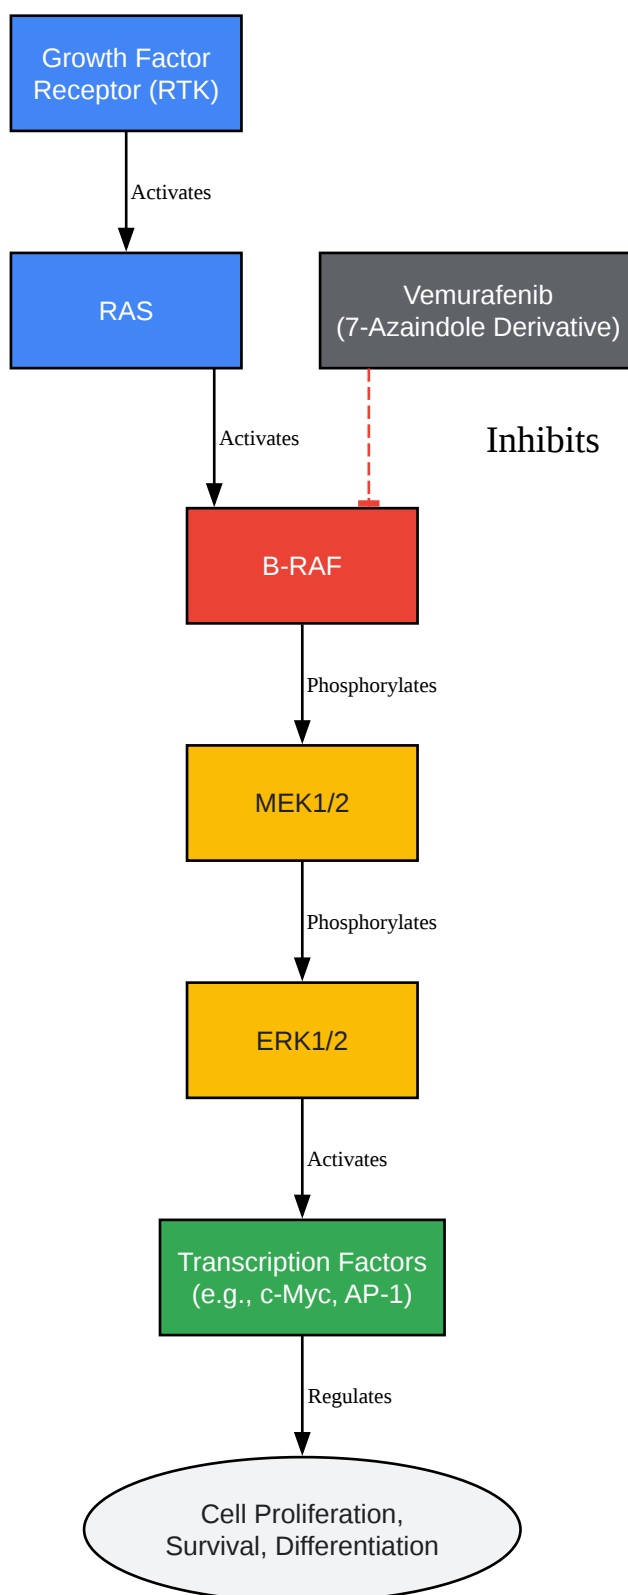 Growth Factor
Receptor (RTK)
Activates
RAS
Vemurafenib
(7-Azaindole Derivative)
Activates
Inhibits
B-RAF
Phosphorylates
MEK1/2
Phosphorylates
ERK1/2
Activates
Transcription Factors
(e.g., c-Myc, AP-1)
Regulates
Cell Proliferation,
Survival, Differentiation